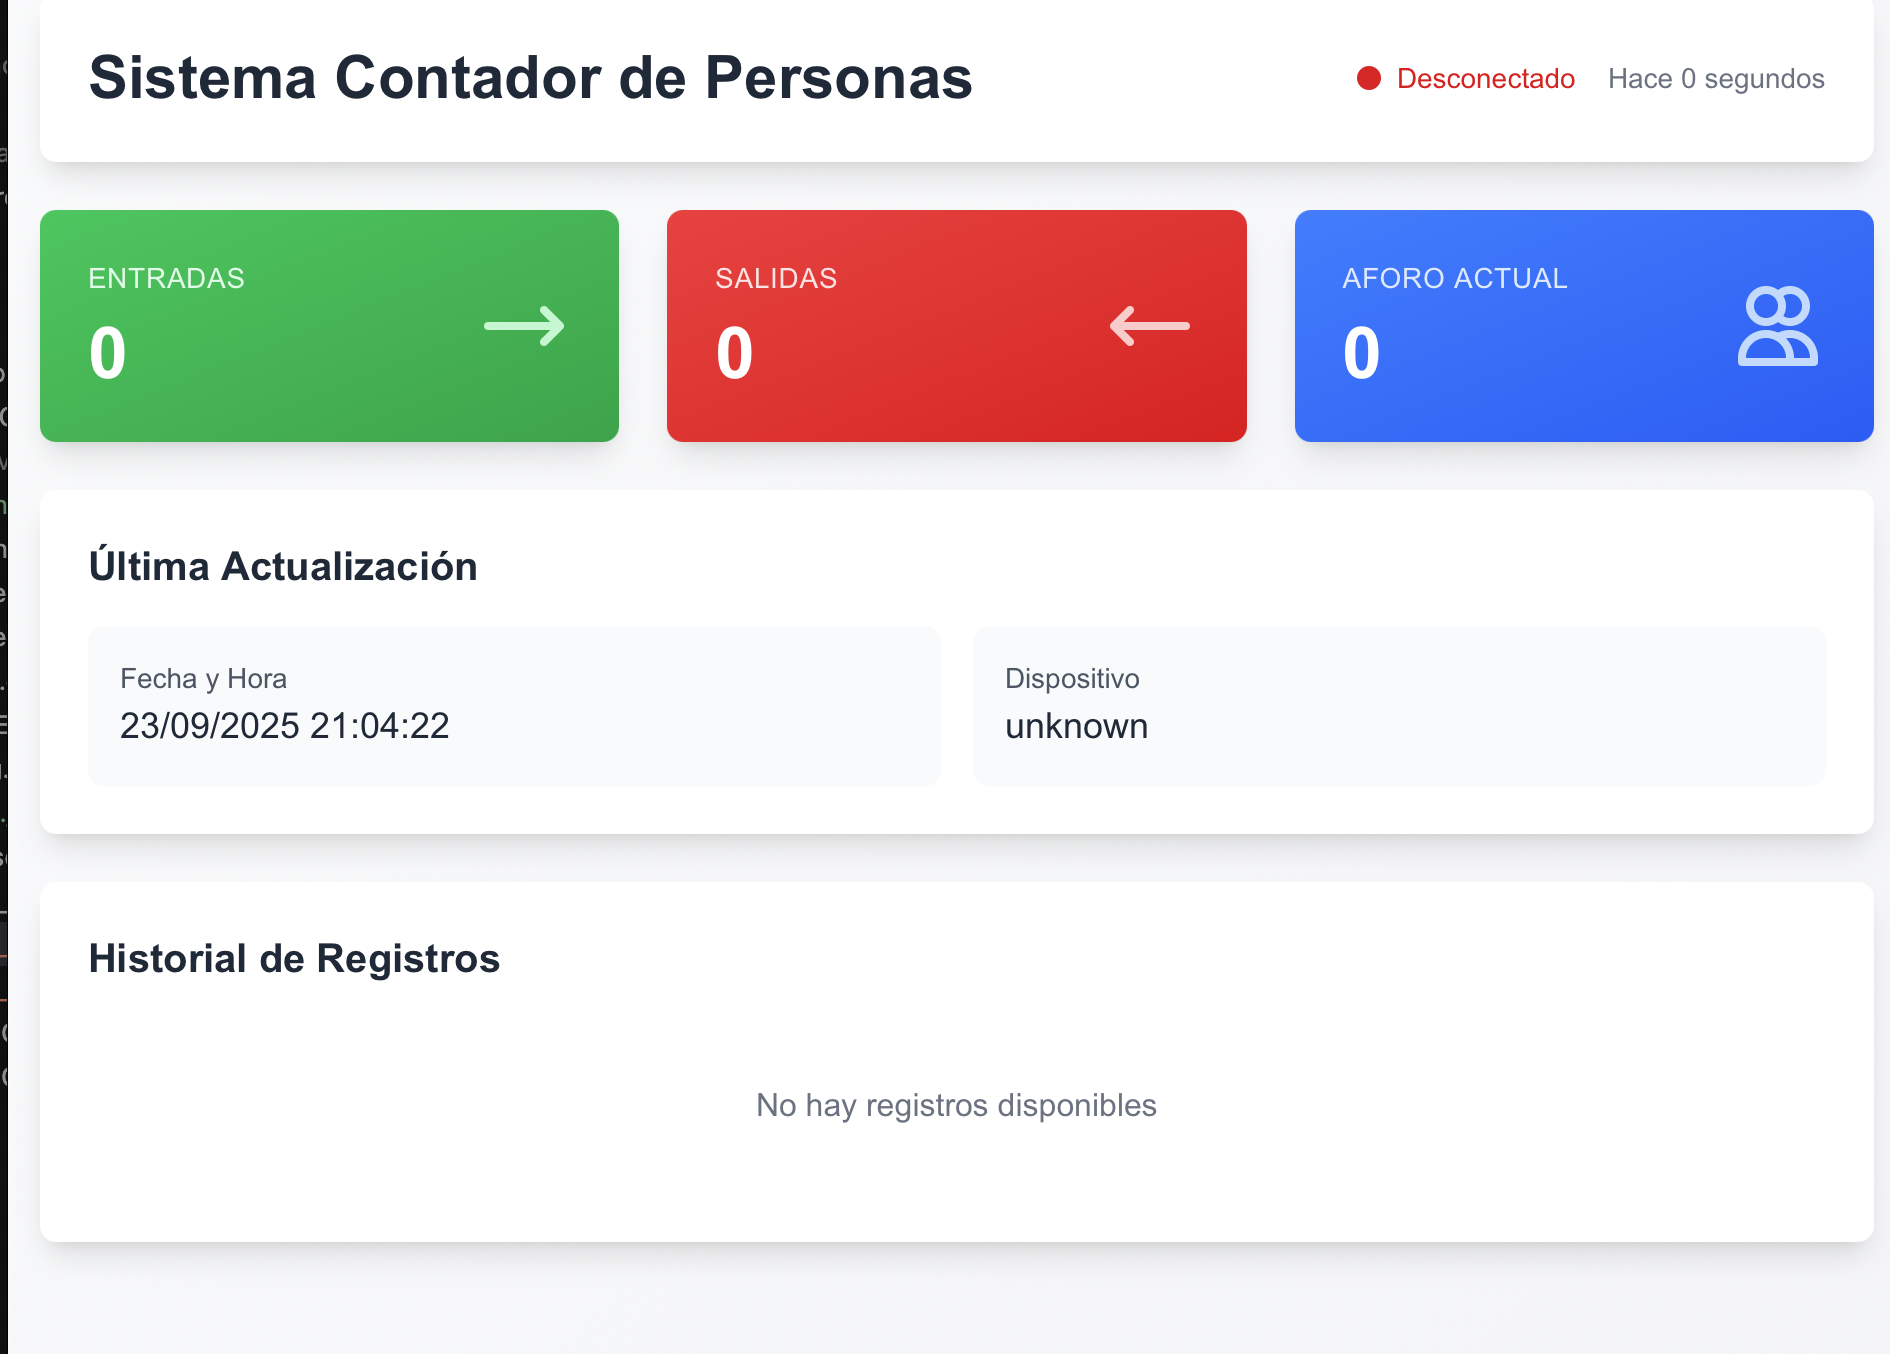 Sistema Contador de Personas
Desconectado Hace 0 segundos
ENTRADAS
0
SALIDAS
0
AFORO ACTUAL
0
Última Actualización
Fecha y Hora
23/09/2025 21:04:22
Dispositivo
unknown
Historial de Registros
No hay registros disponibles